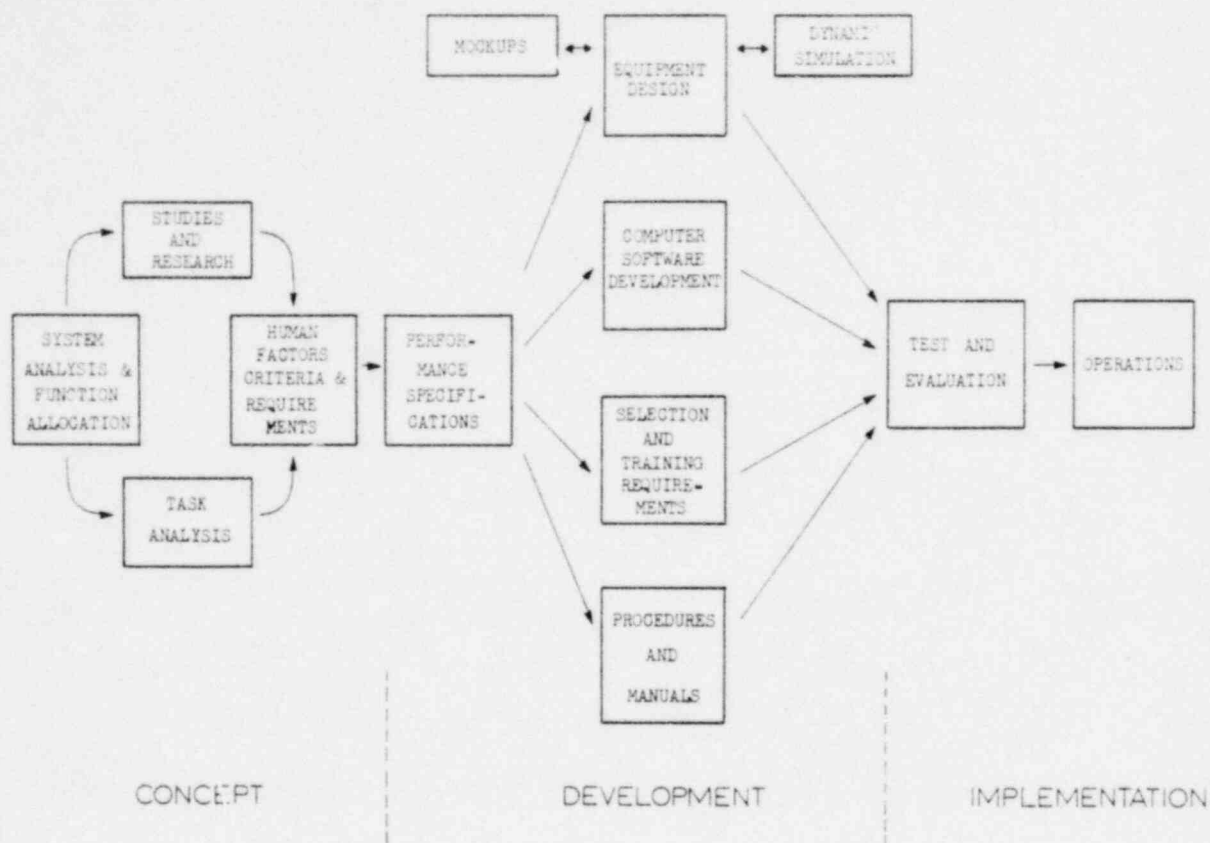 MOCKUPS
EQUIPMENT
DESIGN
DYNAMI
SIMULATION
STUDIES
AND
RESEARCH
COMPUTER
SOFTWARE
DEVELOPMENT
SYSTEM
ANALYSIS &
FUNCTION
ALLOCATION
HUMAN
FACTORS
CRITERIA &
REQUIRE
MENTS
PERFOR-
MANCE
SPECIFI-
CATIONS
TEST AND
EVALUATION
OPERATIONS
SELECTION
AND
TRAINING
REQUIRE-
MENTS
TASK
ANALYSIS
PROCEDURES
AND
MANUALS
CONCEPT
DEVELOPMENT
IMPLEMENTATION